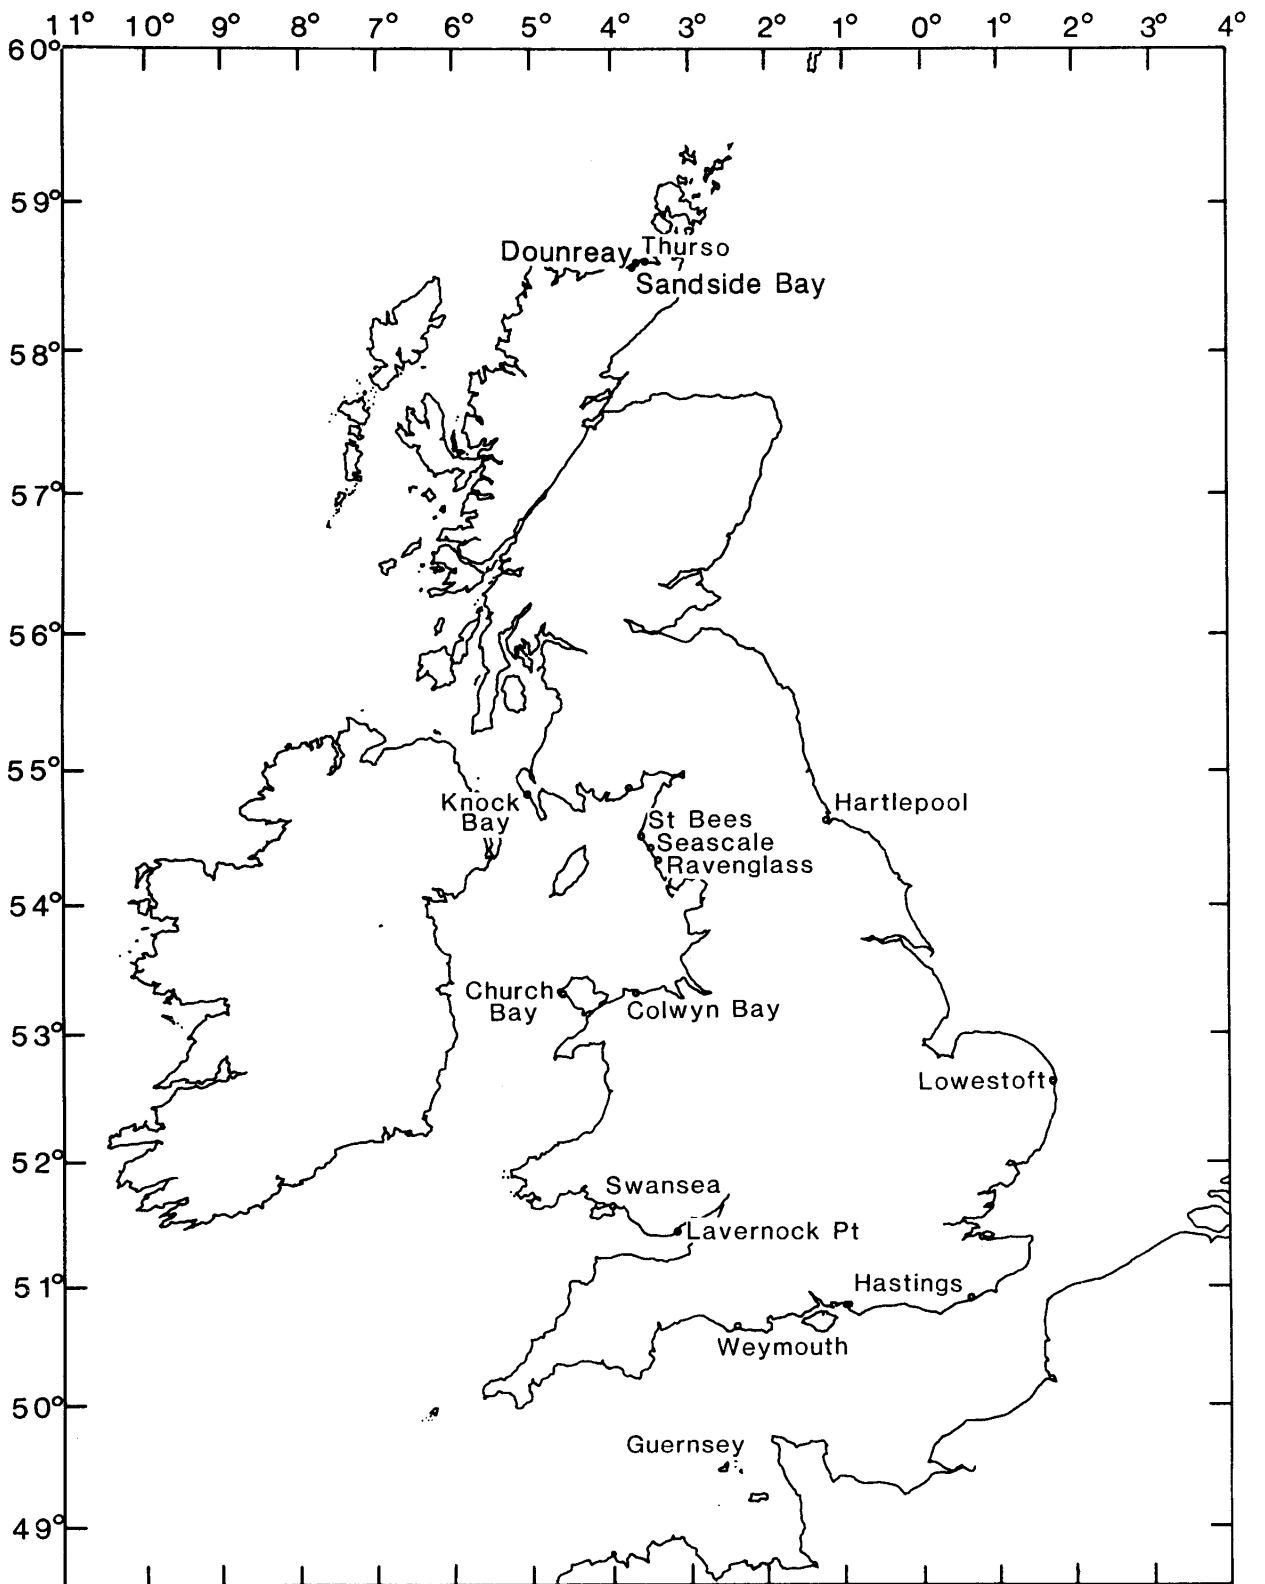 11° 10° 9° 8° 7° 6° 5° 4° 3° 2° 1° 0° 1° 2° 3° 4°
60°
59°
Thurso
Dounreay
Sandside Bay
58°
57°
56°
55°
Knock
Bay
Hartlepool
St Bees
Seascale
Ravenglass
54°
Church
Bay
Colwyn Bay
53°
Lowestoft
52°
Swansea
Lavernock Pt
51°
Hastings
Weymouth
50°
Guernsey
49°